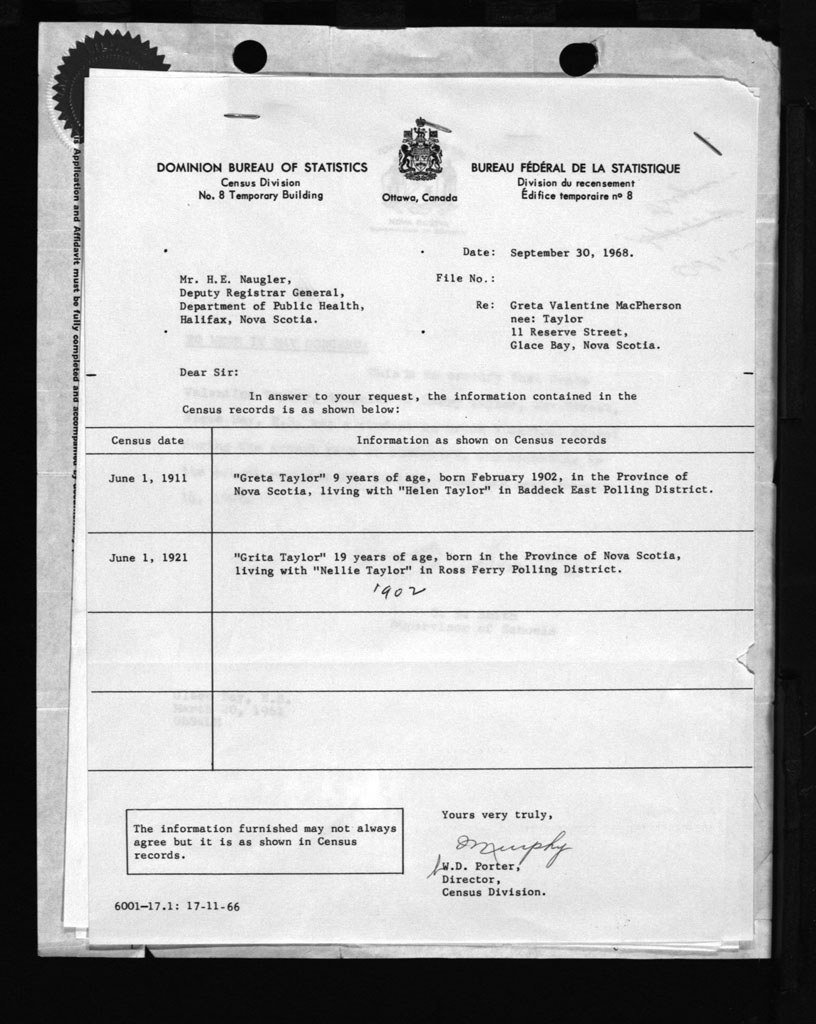 DOMINION BUREAU OF STATISTICS
Census Division
No. 8 Temporary Building
Ottawa, Canada
BUREAU FÉDÉRAL DE LA STATISTIQUE
Division du recensement
Édifice temporaire nº 8
Date: September 30, 1968.
Mr. H.E. Naugler,
Deputy Registrar General,
Department of Public Health,
Halifax, Nova Scotia.
File No.:
Re: Greta Valentine MacPherson
nee: Taylor
11 Reserve Street,
Glace Bay, Nova Scotia.
Dear Sir:
In answer to your request, the information contained in the
Census records is as shown below:
Census date Information as shown on Census records
June 1, 1911 "Greta Taylor" 9 years of age, born February 1902, in the Province of
Nova Scotia, living with "Helen Taylor" in Baddeck East Polling District.
June 1, 1921 "Grita Taylor" 19 years of age, born in the Province of Nova Scotia,
living with "Nellie Taylor" in Ross Ferry Polling District.
1902
The information furnished may not always
agree but it is as shown in Census
records.
Yours very truly,
Murphy
W.D. Porter,
Director,
Census Division.
6001-17.1: 17-11-66
is Application and Affidavit must be fully completed and accompanied by